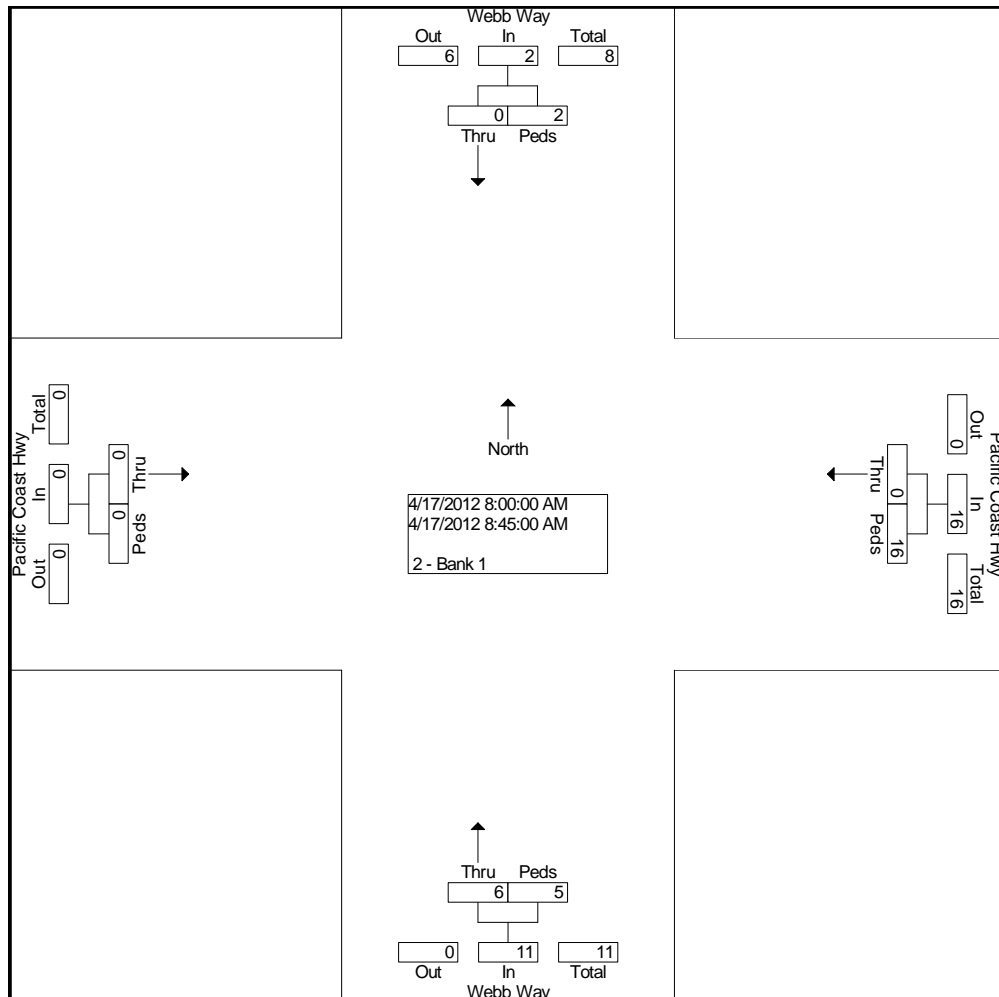 Webb Way
Out In Total
6 2 8
0 2
Thru Peds
Pacific Coast Hwy
Out In Total
0 0 0
Thru Peds
0 0
North
4/17/2012 8:00:00 AM
4/17/2012 8:45:00 AM
2 - Bank 1
Pacific Coast Hwy
Out In Total
0 16 16
Thru Peds
0 16
Thru Peds
6 5
0 11 11
Out In Total
Webb Way